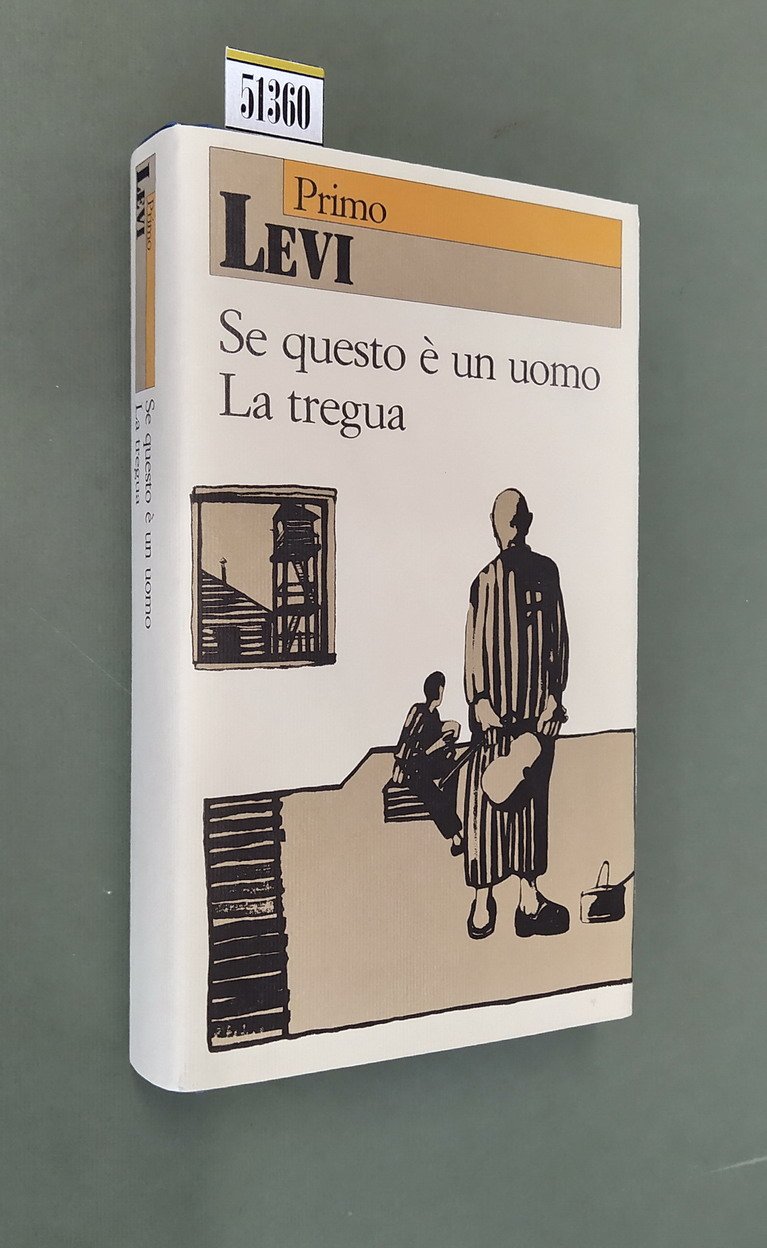 51360
Primo
LEVI
Se questo è un uomo
La tregua
Primo
LEVI
Se questo è un uomo
La tregua